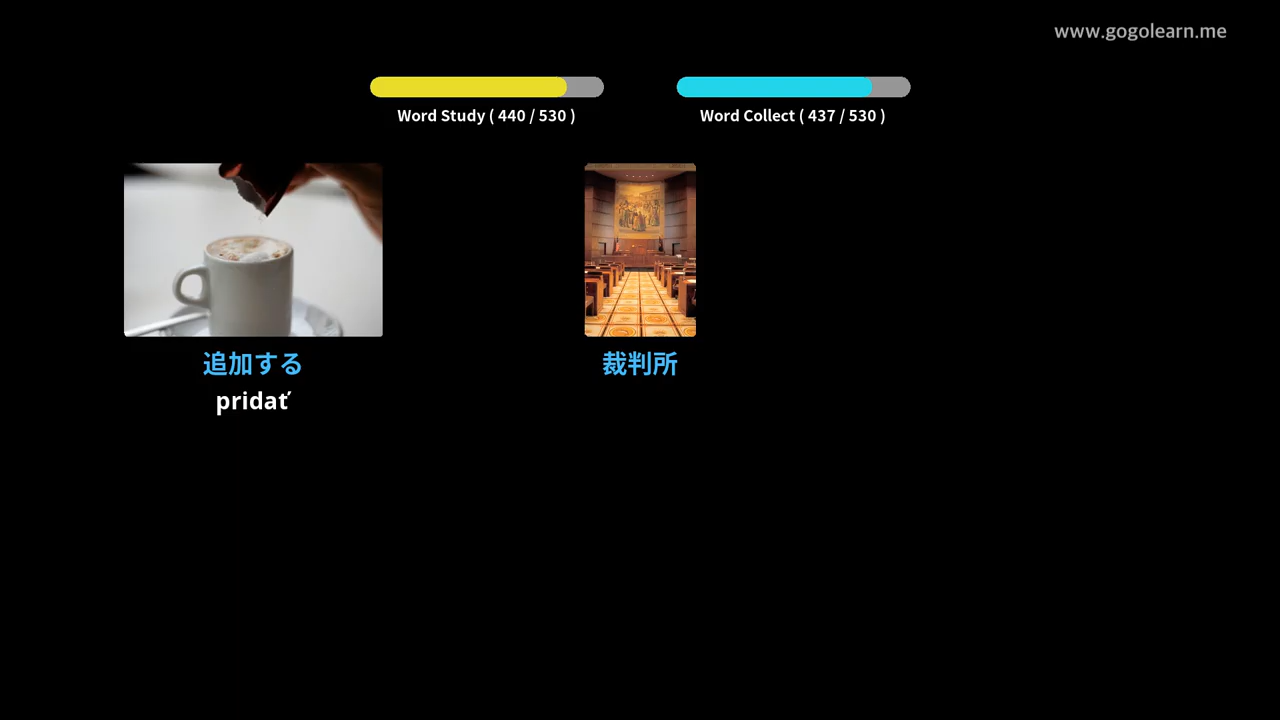 www.gogolearn.me
Word Study ( 440 / 530 )
Word Collect ( 437 / 530 )
追加する
pridať
裁判所